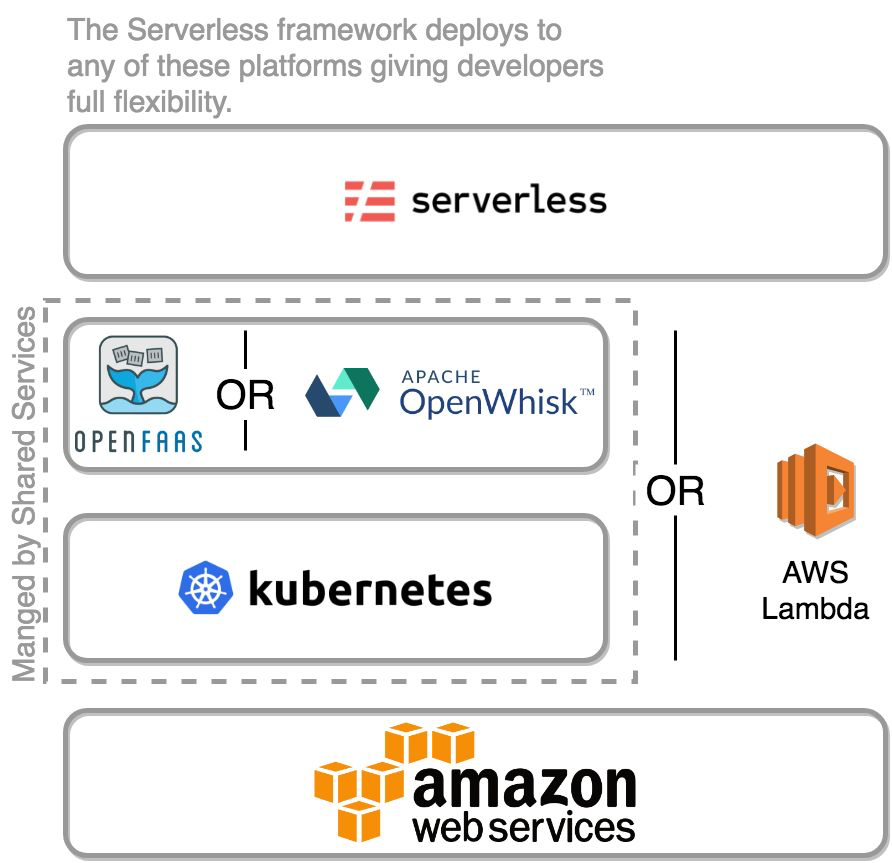 The Serverless framework deploys to
any of these platforms giving developers
full flexibility.
serverless
Manged by Shared Services
OPENFAAS
OR
APACHE
OpenWhisk™
OR
AWS
Lambda
kubernetes
amazon
web services